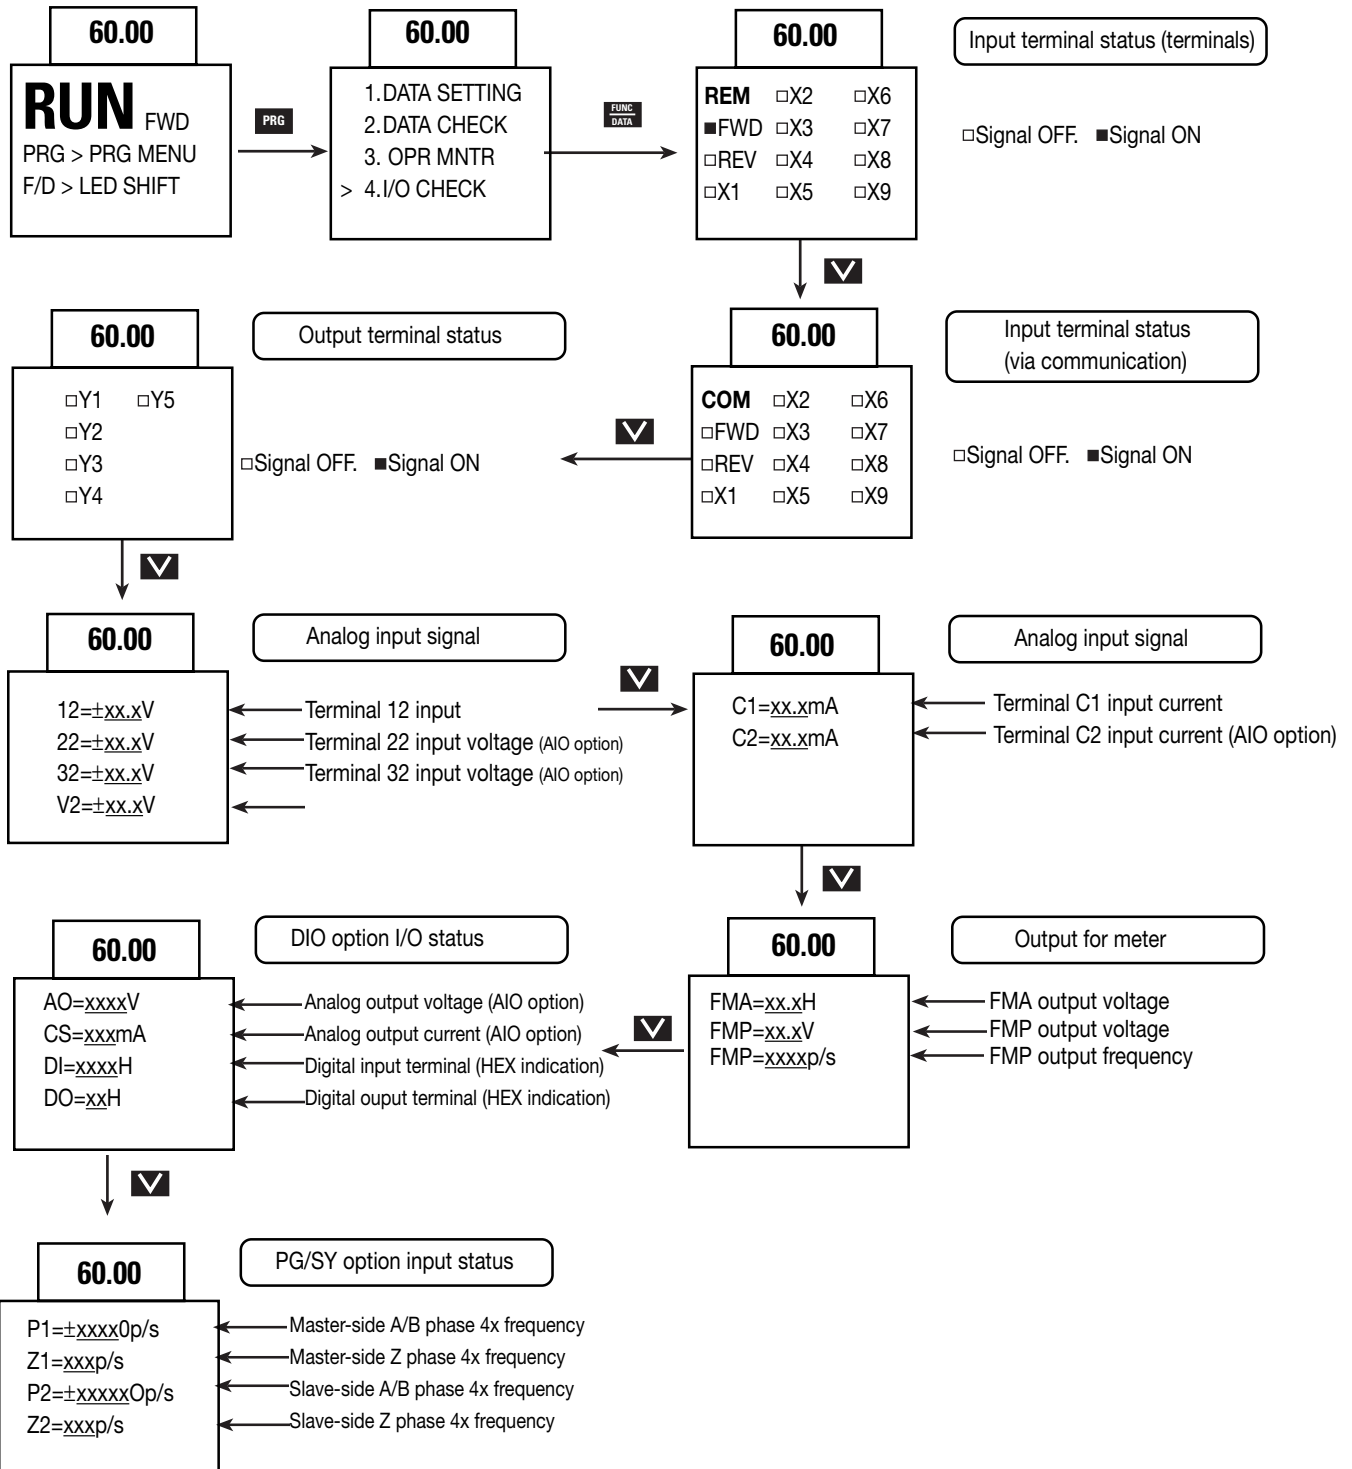 60.00
RUN FWD
PRG > PRG MENU
F/D > LED SHIFT
PRG
60.00
1.DATA SETTING
2.DATA CHECK
3. OPR MNTR
> 4.I/O CHECK
FUNC
DATA
60.00
REM □X2 □X6
■FWD □X3 □X7
□REV □X4 □X8
□X1 □X5 □X9
Input terminal status (terminals)
□Signal OFF. ■Signal ON
60.00
COM □X2 □X6
□FWD □X3 □X7
□REV □X4 □X8
□X1 □X5 □X9
Input terminal status
(via communication)
□Signal OFF. ■Signal ON
60.00
□Y1 □Y5
□Y2
□Y3
□Y4
Output terminal status
□Signal OFF. ■Signal ON
60.00
Analog input signal
12=±xx.xV
22=±xx.xV
32=±xx.xV
V2=±xx.xV
Terminal 12 input
Terminal 22 input voltage (AIO option)
Terminal 32 input voltage (AIO option)
60.00
Analog input signal
C1=xx.xmA
C2=xx.xmA
Terminal C1 input current
Terminal C2 input current (AIO option)
60.00
Output for meter
FMA=xx.xH
FMP=xx.xV
FMP=xxxxp/s
FMA output voltage
FMP output voltage
FMP output frequency
60.00
DIO option I/O status
AO=xxxxV
CS=xxxmA
DI=xxxxH
DO=xxH
Analog output voltage (AIO option)
Analog output current (AIO option)
Digital input terminal (HEX indication)
Digital ouput terminal (HEX indication)
60.00
PG/SY option input status
P1=±xxxx0p/s
Z1=xxxp/s
P2=±xxxxxOp/s
Z2=xxxp/s
Master-side A/B phase 4x frequency
Master-side Z phase 4x frequency
Slave-side A/B phase 4x frequency
Slave-side Z phase 4x frequency